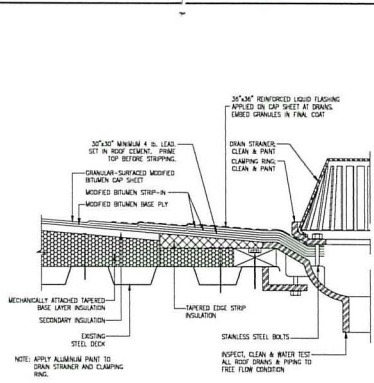 36"x36" REINFORCED LIQUID FLASHING
APPLIED ON CAP SHEET AT DRAINS.
EMBED GRANULES IN FINAL COAT
30"x30" MINIMUM 4 lb. LEAD.
SET IN ROOF CEMENT. PRIME
TOP BEFORE STRIPPING.
DRAIN STRAINER;
CLEAN & PAINT
CLAMPING RING;
CLEAN & PAINT
GRANULAR-SURFACED MODIFIED
BITUMEN CAP SHEET
MODIFIED BITUMEN STRIP-IN
MODIFIED BITUMEN BASE PLY
MECHANICALLY ATTACHED TAPERED
BASE LAYER INSULATION
SECONDARY INSULATION
EXISTING
STEEL DECK
TAPERED EDGE STRIP
INSULATION
STAINLESS STEEL BOLTS
INSPECT, CLEAN & WATER TEST
ALL ROOF DRAINS & PIPING TO
FREE FLOW CONDITION
NOTE: APPLY ALUMINUM PAINT TO
DRAIN STRAINER AND CLAMPING
RING.